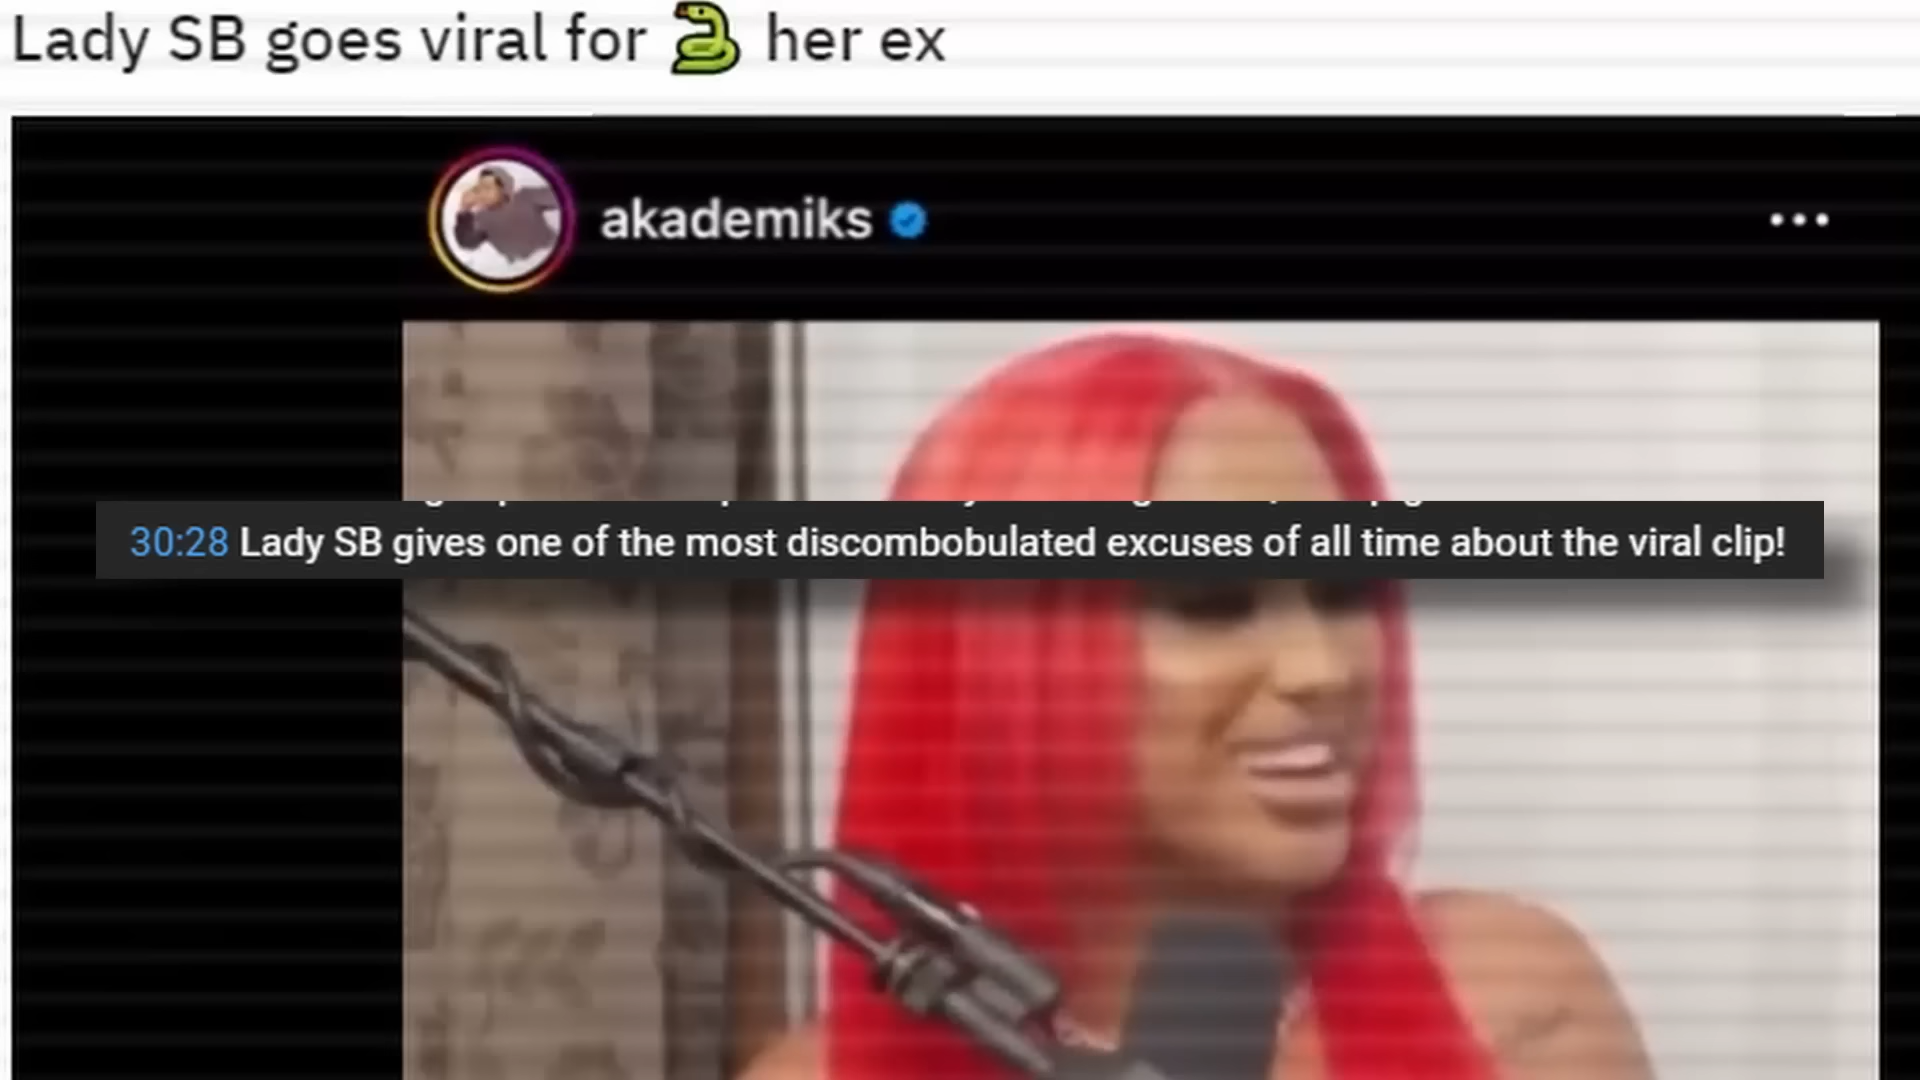 Lady SB goes viral for 🐍 her ex
akademiks
30:28 Lady SB gives one of the most discombobulated excuses of all time about the viral clip!